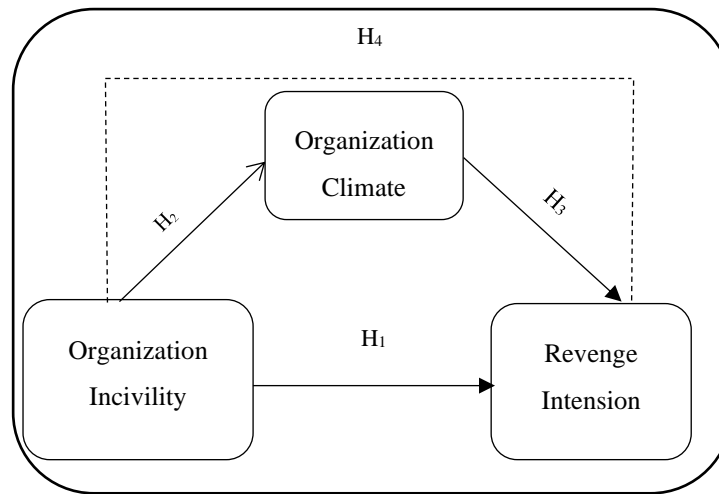 H₄
Organization
Climate
H₂
H₃
Organization
Incivility
H₁
Revenge
Intension